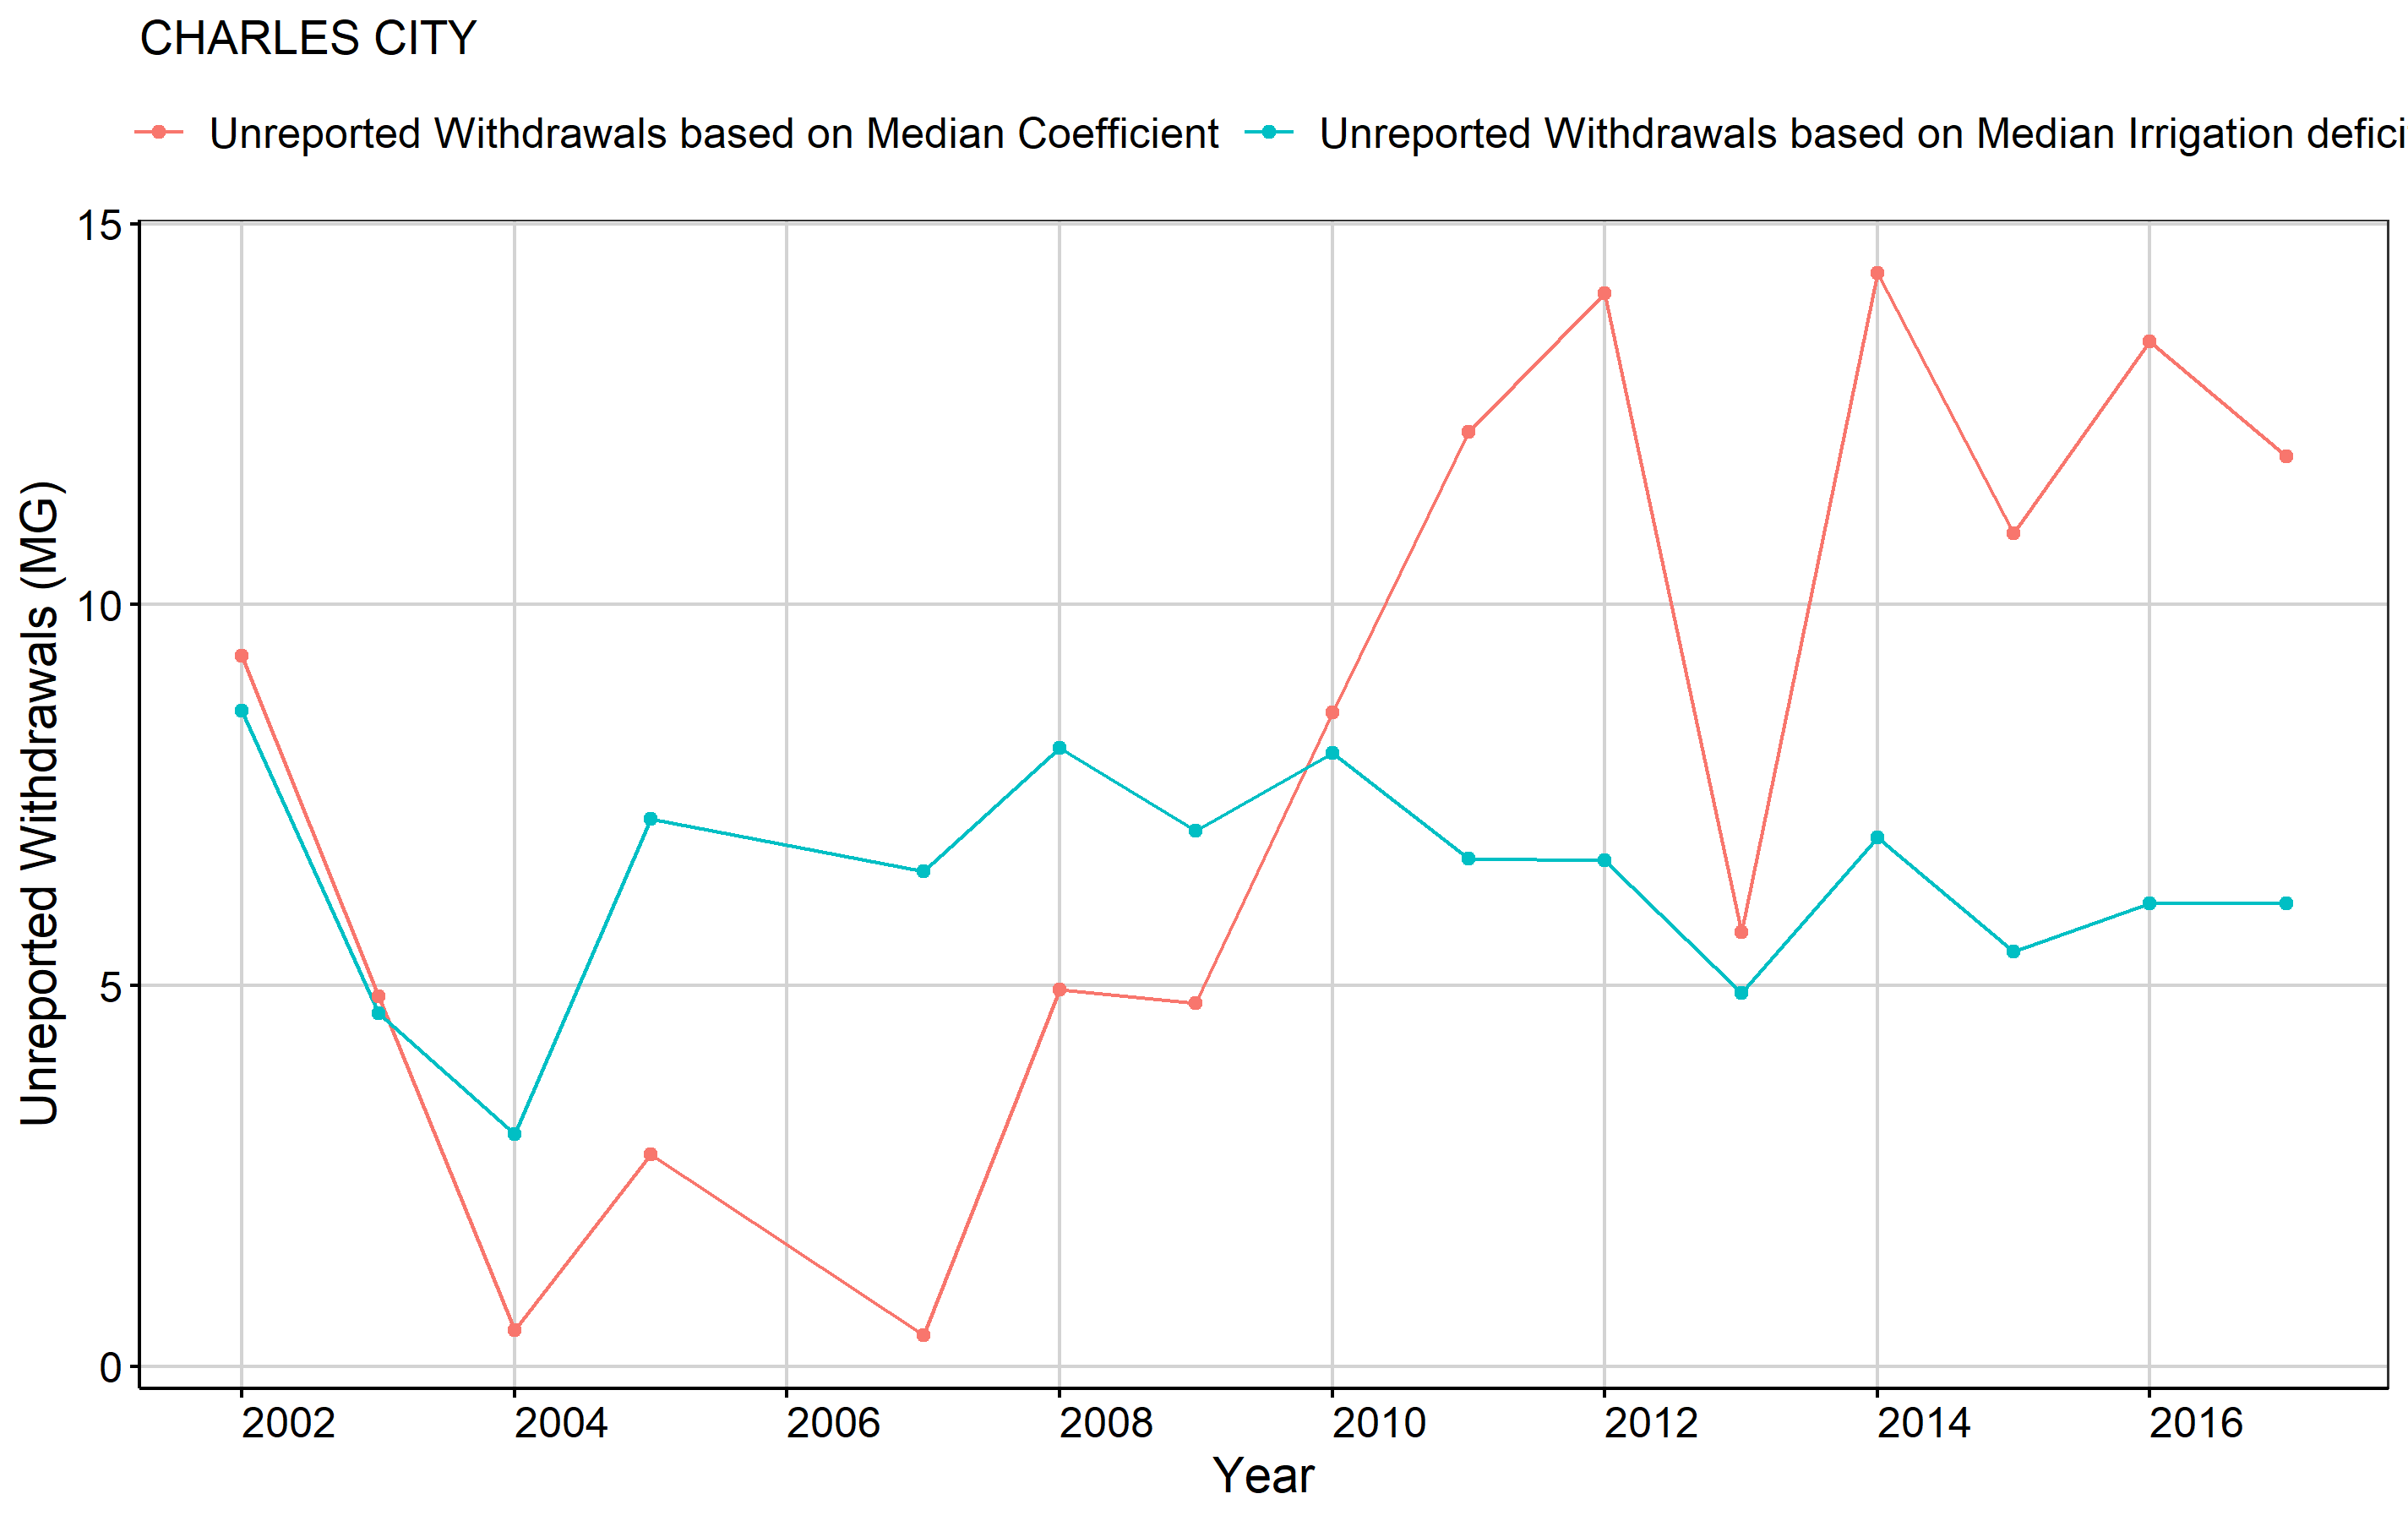 CHARLES CITY
Unreported Withdrawals based on Median Coefficient Unreported Withdrawals based on Median Irrigation defici
15
10
5
0
Unreported Withdrawals (MG)
2002 2004 2006 2008 2010 2012 2014 2016
Year